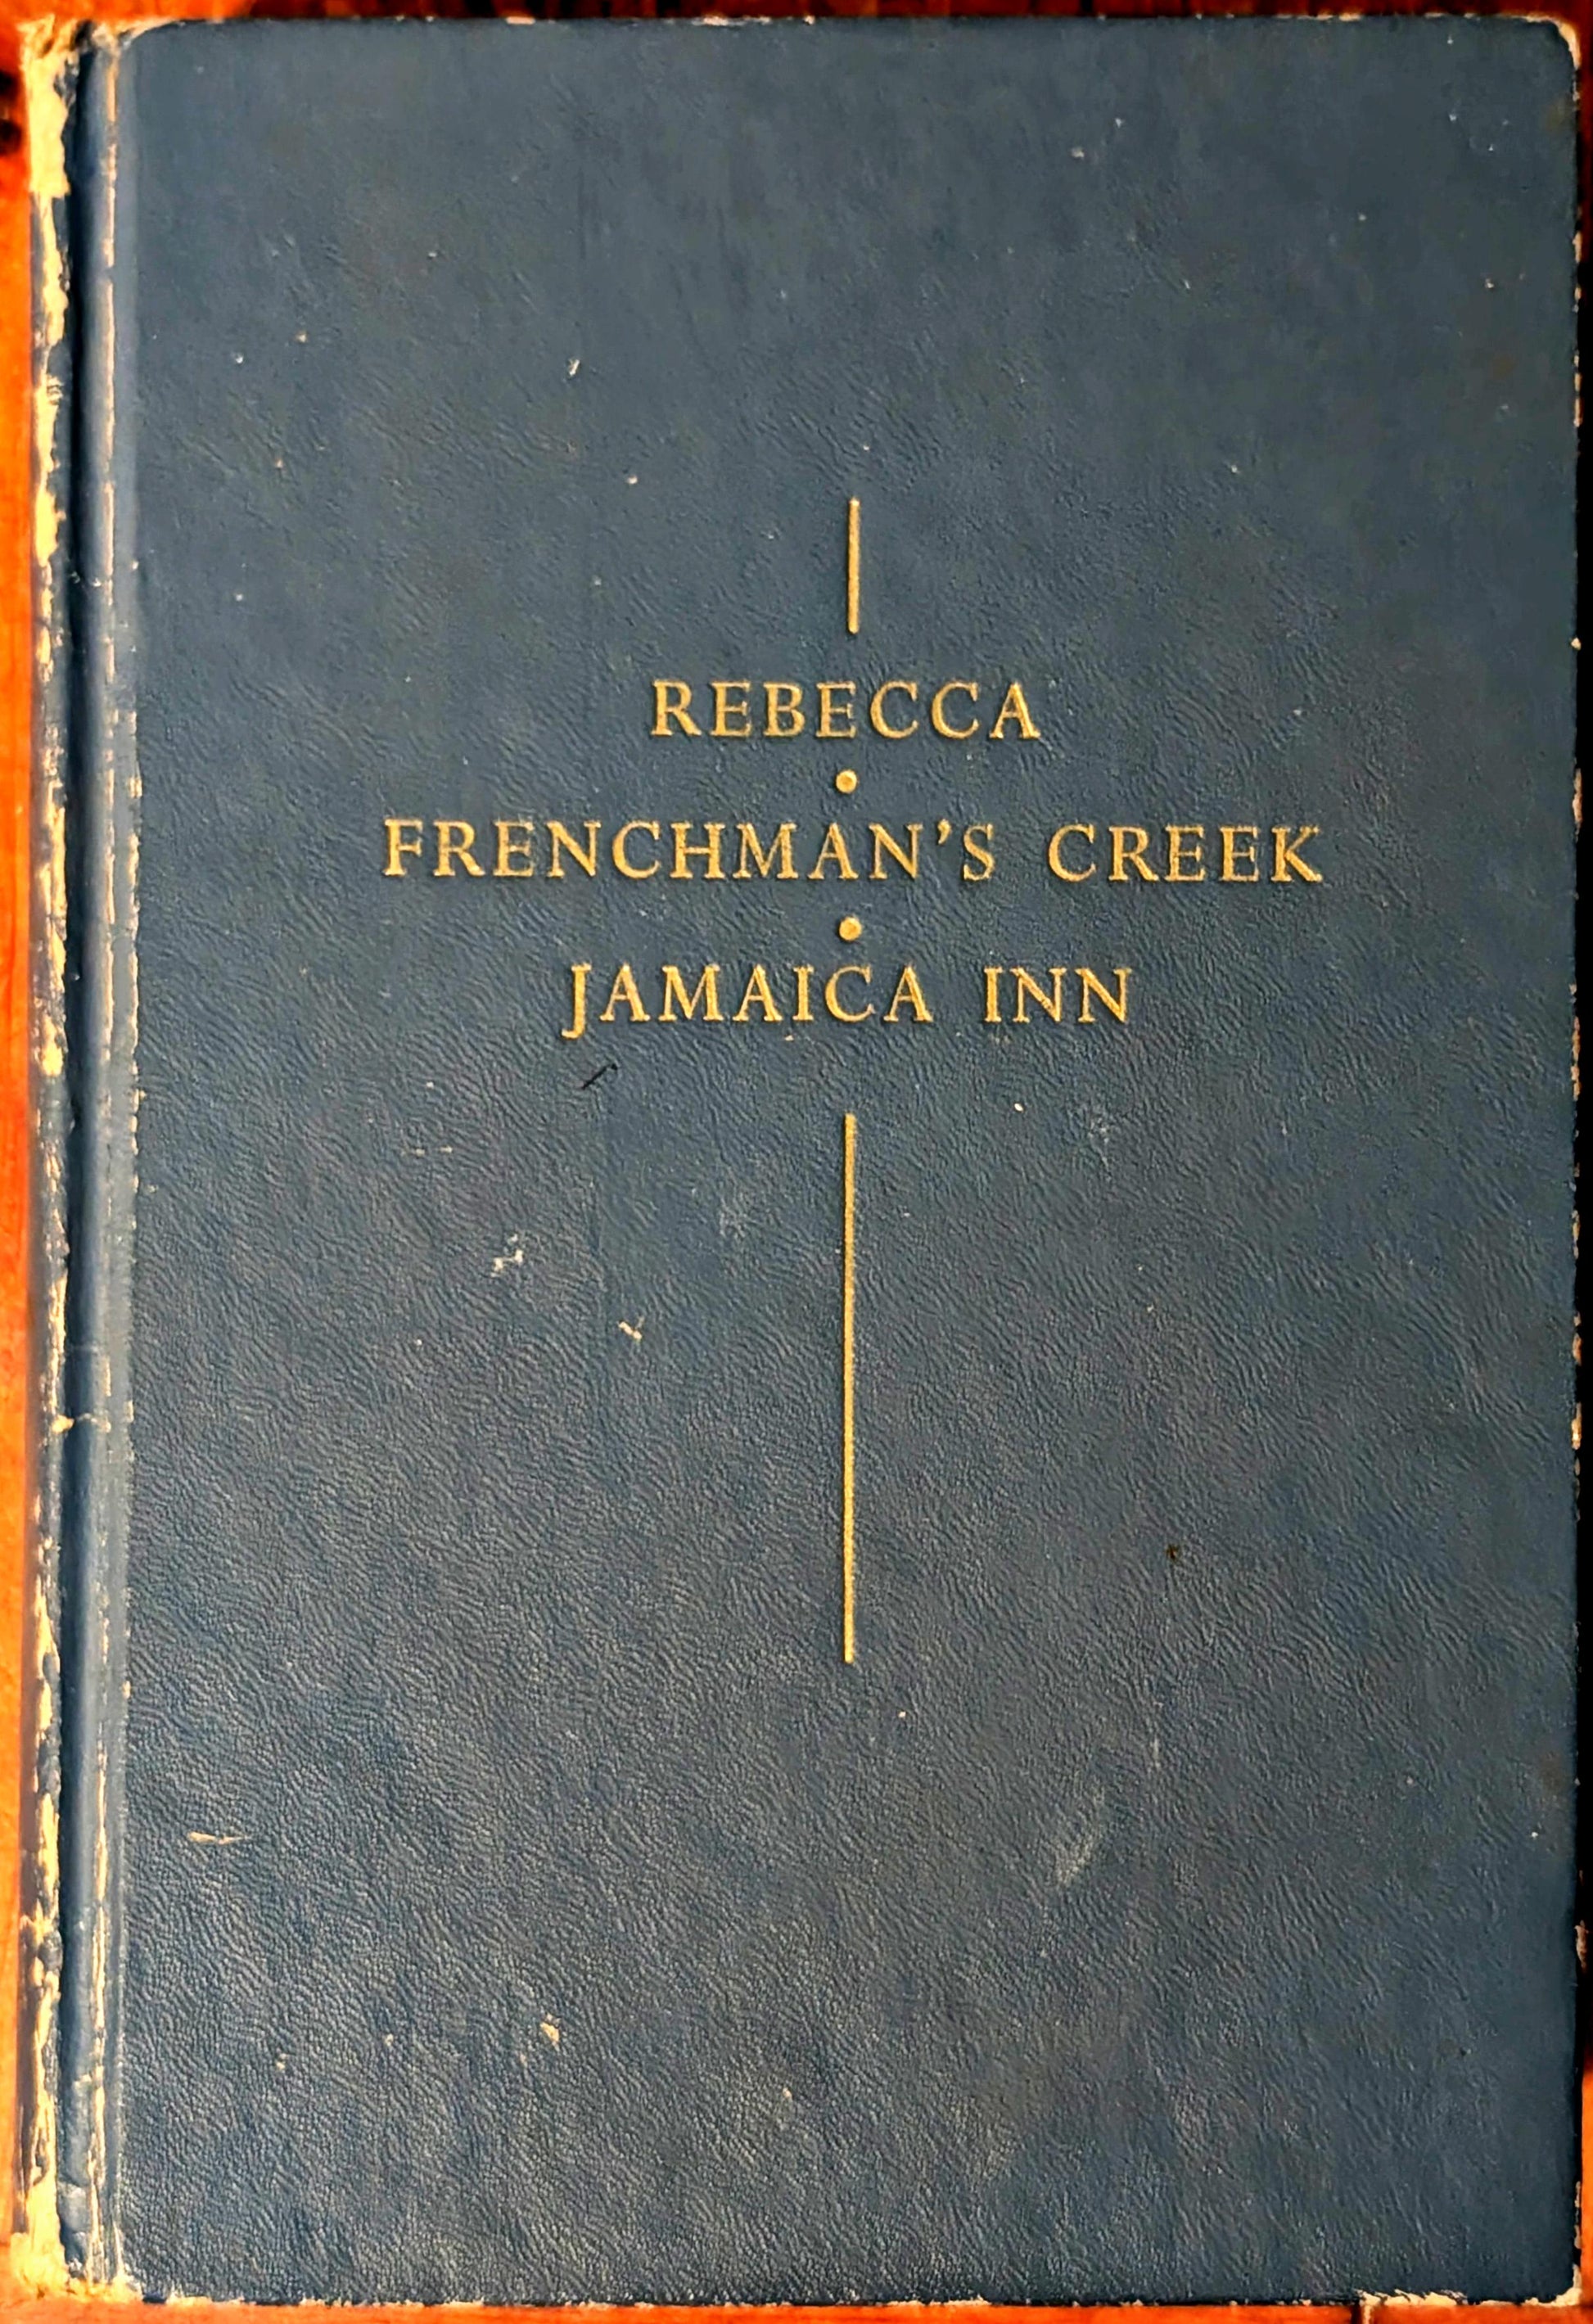 REBECCA
•
FRENCHMAN'S CREEK
•
JAMAICA INN